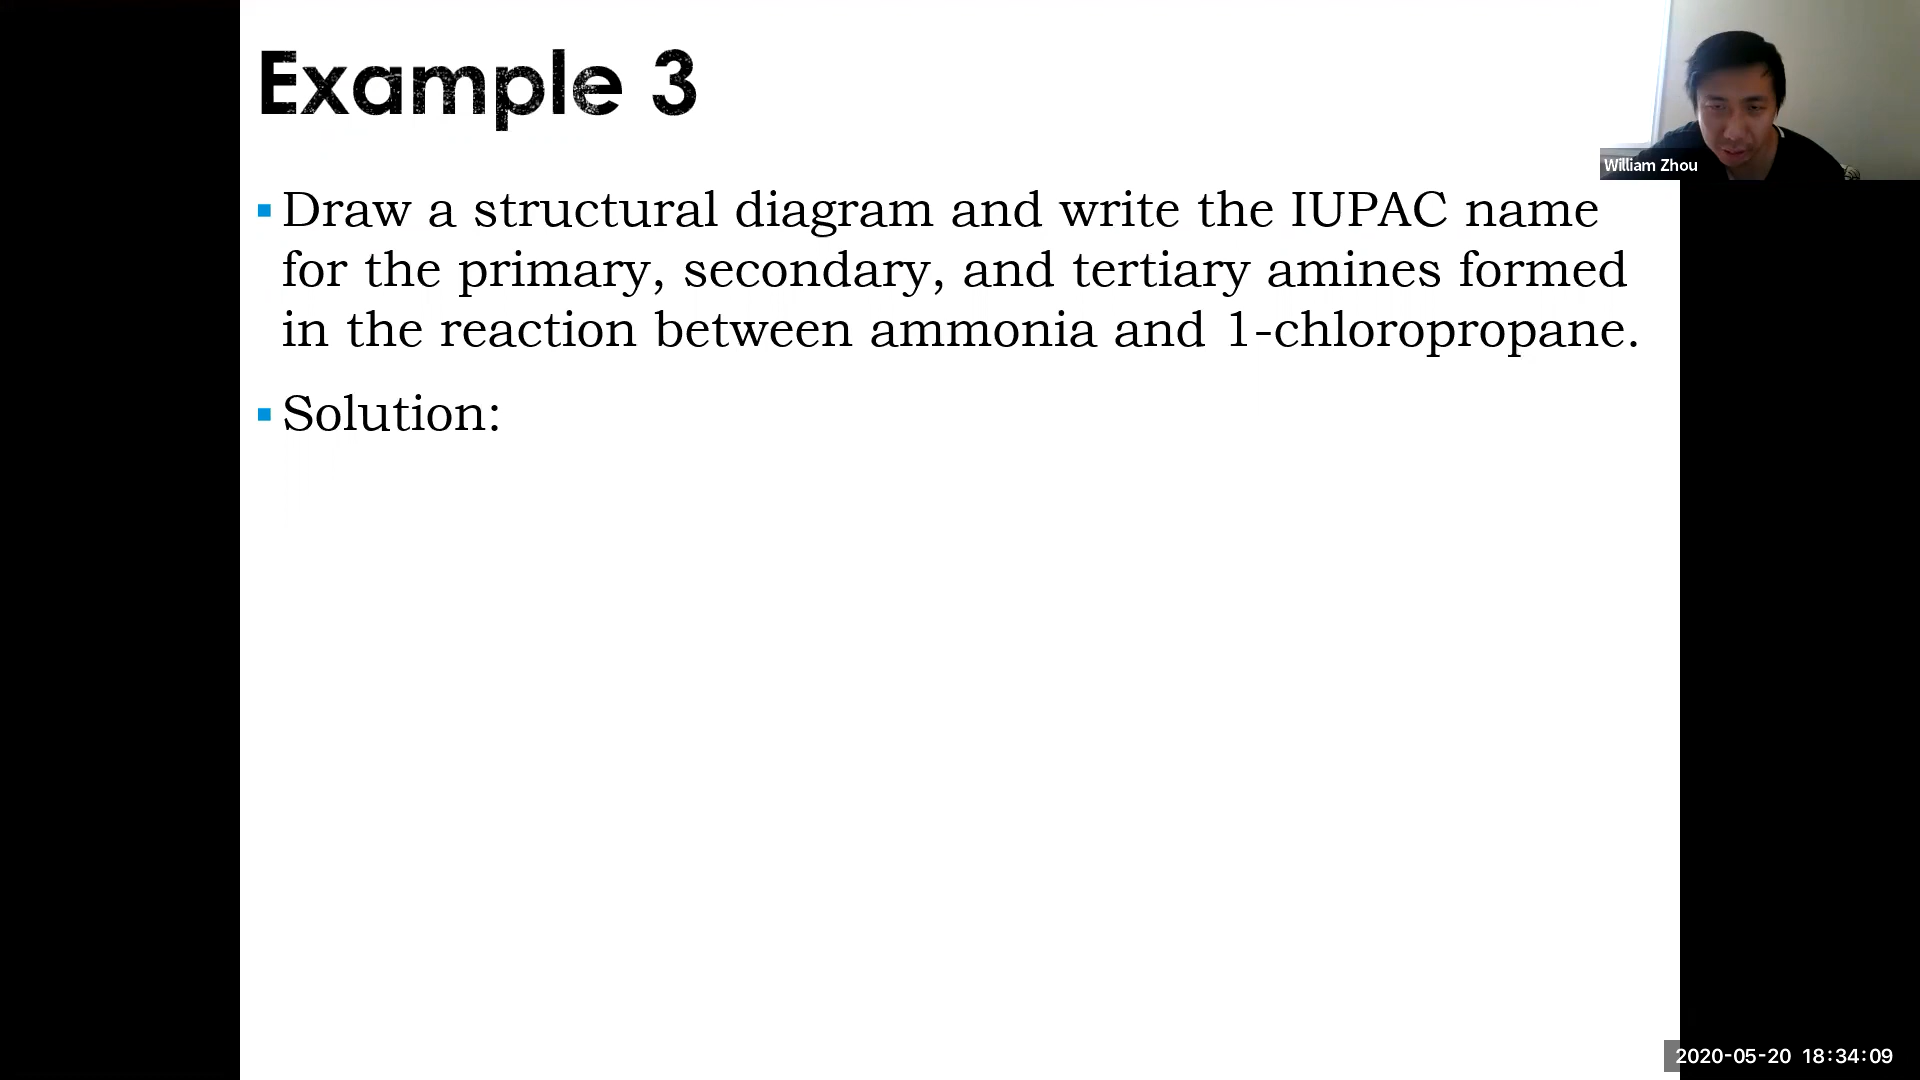 Example 3
William Zhou
▪ Draw a structural diagram and write the IUPAC name
for the primary, secondary, and tertiary amines formed
in the reaction between ammonia and 1-chloropropane.
▪ Solution:
2020-05-20 18:34:09